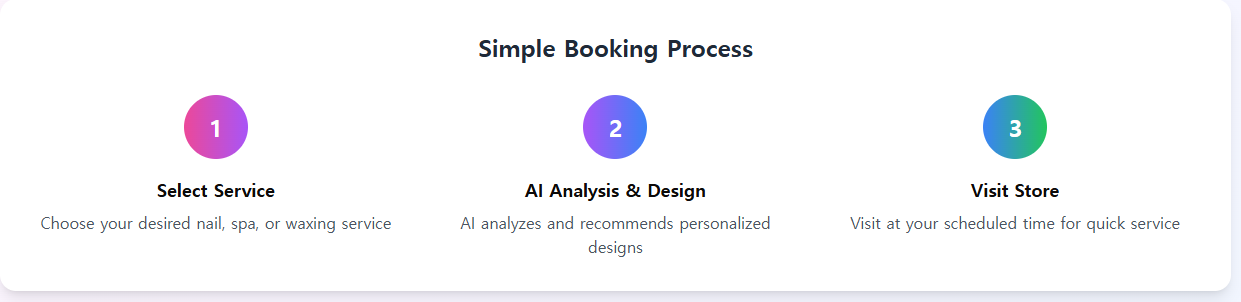 Simple Booking Process
1
2
3
Select Service
AI Analysis & Design
Visit Store
Choose your desired nail, spa, or waxing service
AI analyzes and recommends personalized
designs
Visit at your scheduled time for quick service